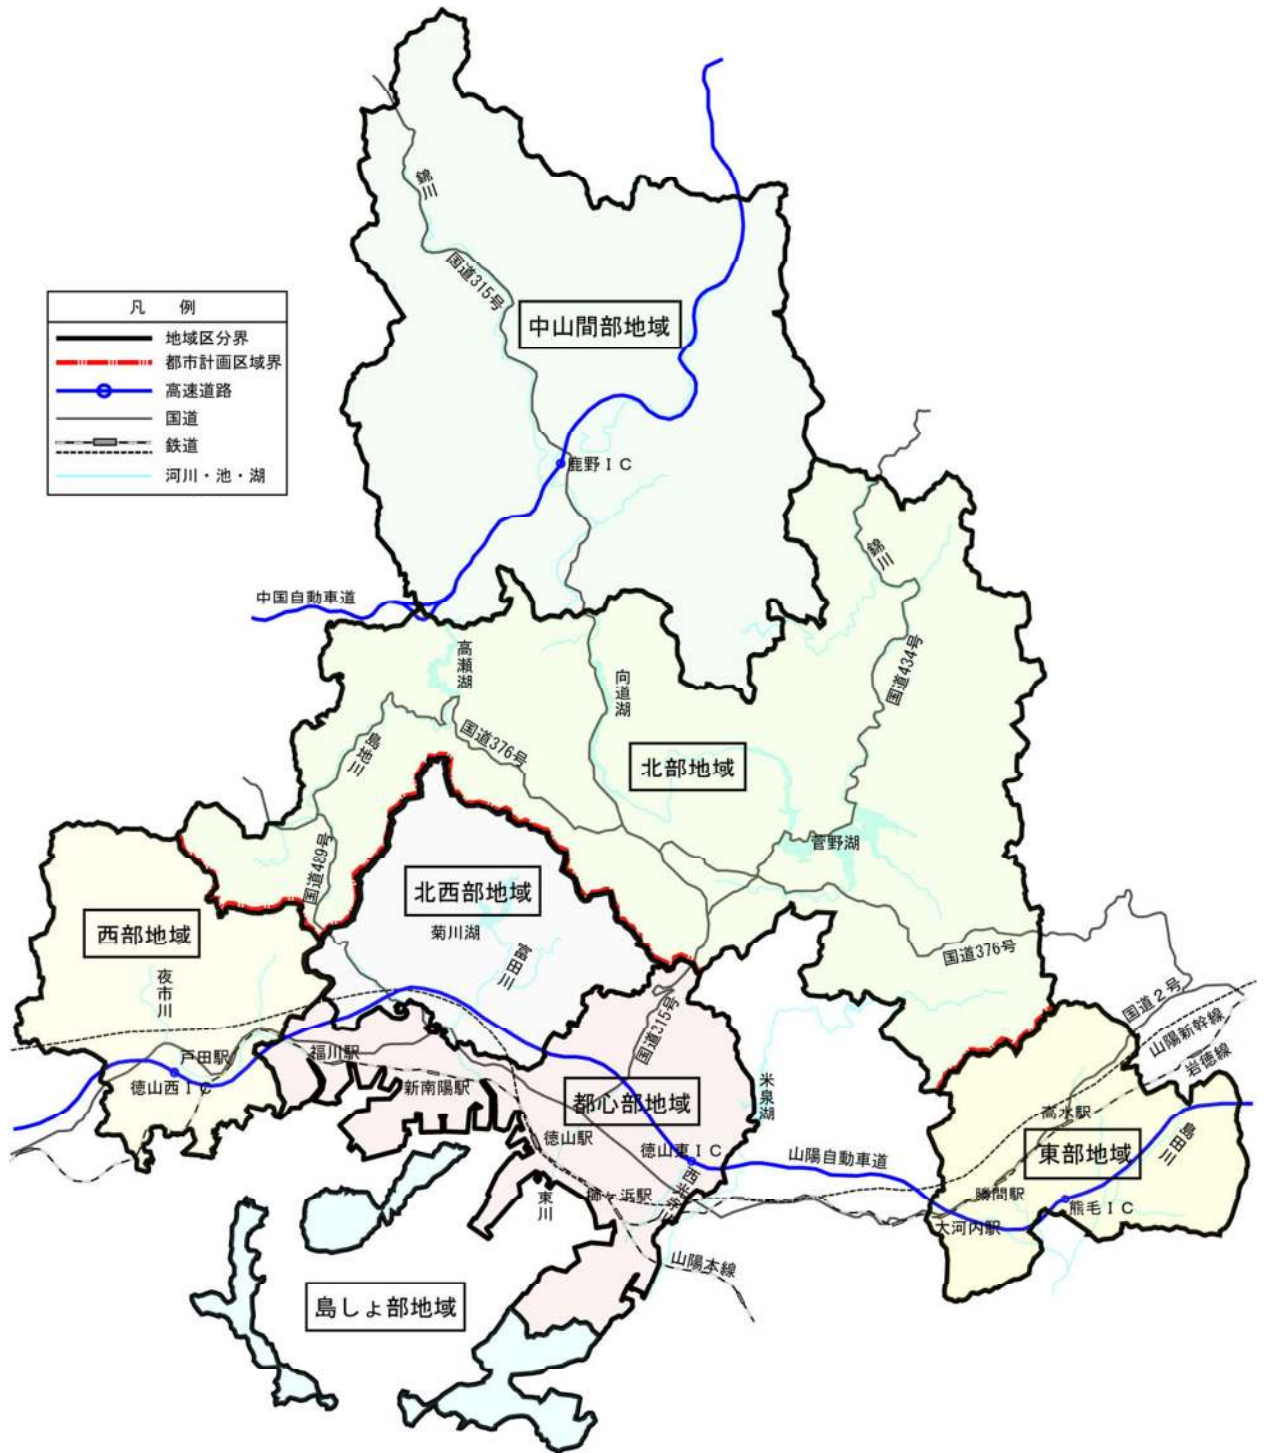 錦川
国道315号
中山間部地域
凡　例
地域区分界
都市計画区域界
高速道路
国道
鉄道
河川・池・湖
鹿野ＩＣ
錦川
中国自動車道
高瀬湖
向道湖
国道434号
島地川
国道376号
北部地域
菅野湖
国道489号
北西部地域
菊川湖
西部地域
富田川
国道376号
夜市川
国道315号
国道２号
山陽新幹線
岩徳線
戸田駅
福川駅
徳山西ＩＣ
新南陽駅
都心部地域
米泉湖
高水駅
島田川
徳山駅
徳山東ＩＣ
山陽自動車道
東部地域
櫛ヶ浜駅
東川
勝間駅
熊毛ＩＣ
大河内駅
山陽本線
島しょ部地域